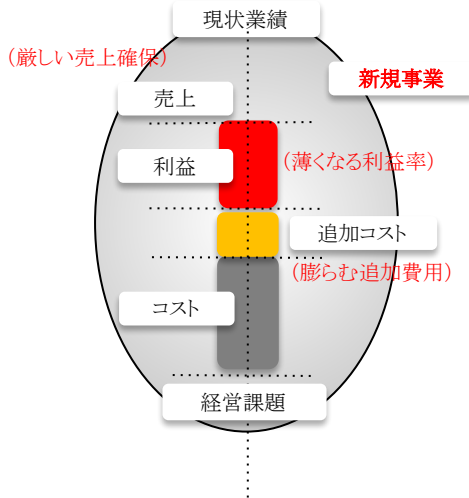 現状業績
(厳しい売上確保)
新規事業
売上
利益
(薄くなる利益率)
追加コスト
(膨らむ追加費用)
コスト
経営課題